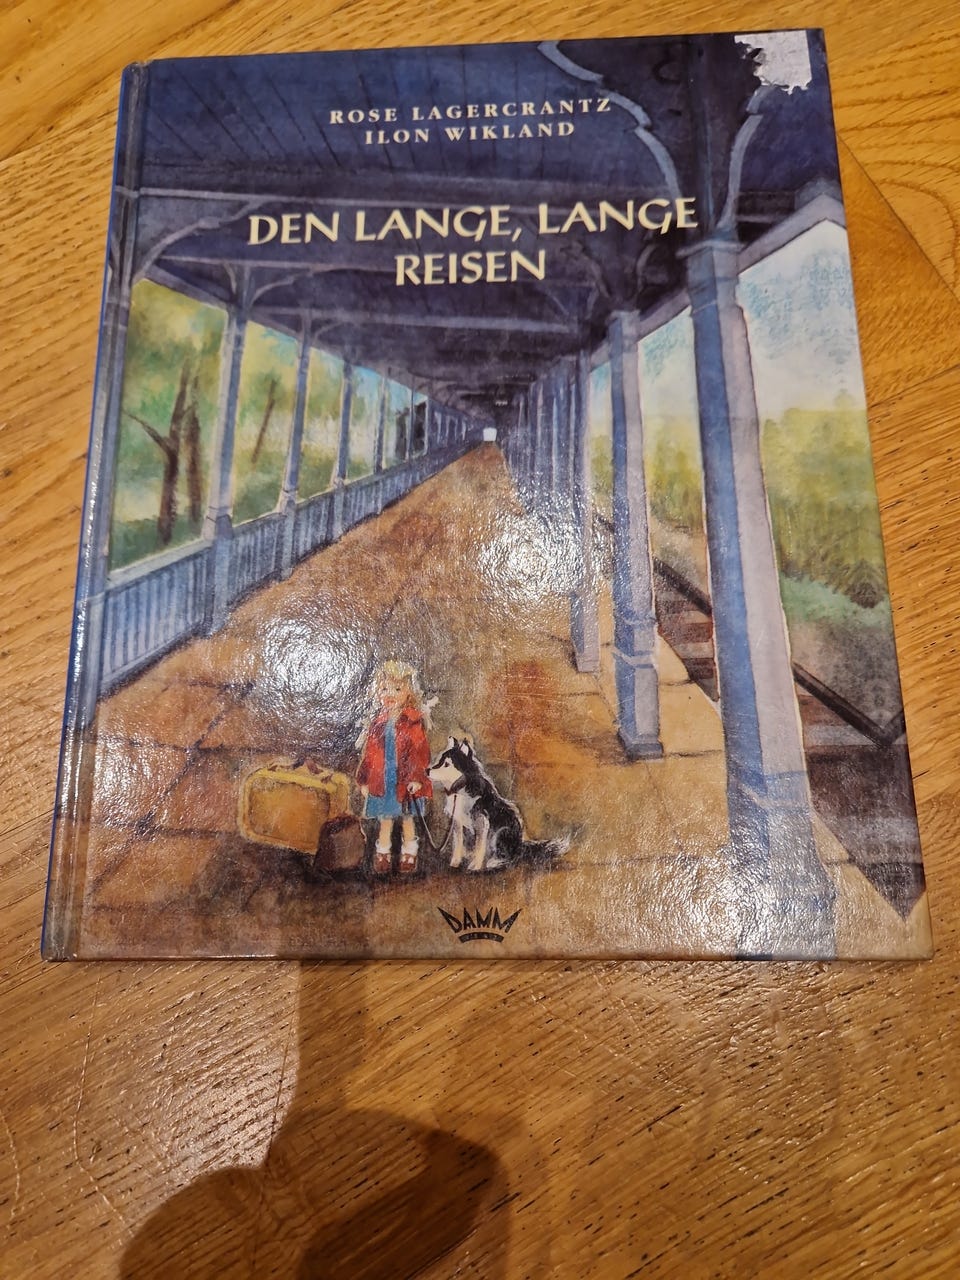 ROSE LAGERCRANTZ
ILON WIKLAND
DEN LANGE, LANGE
REISEN
DAMM